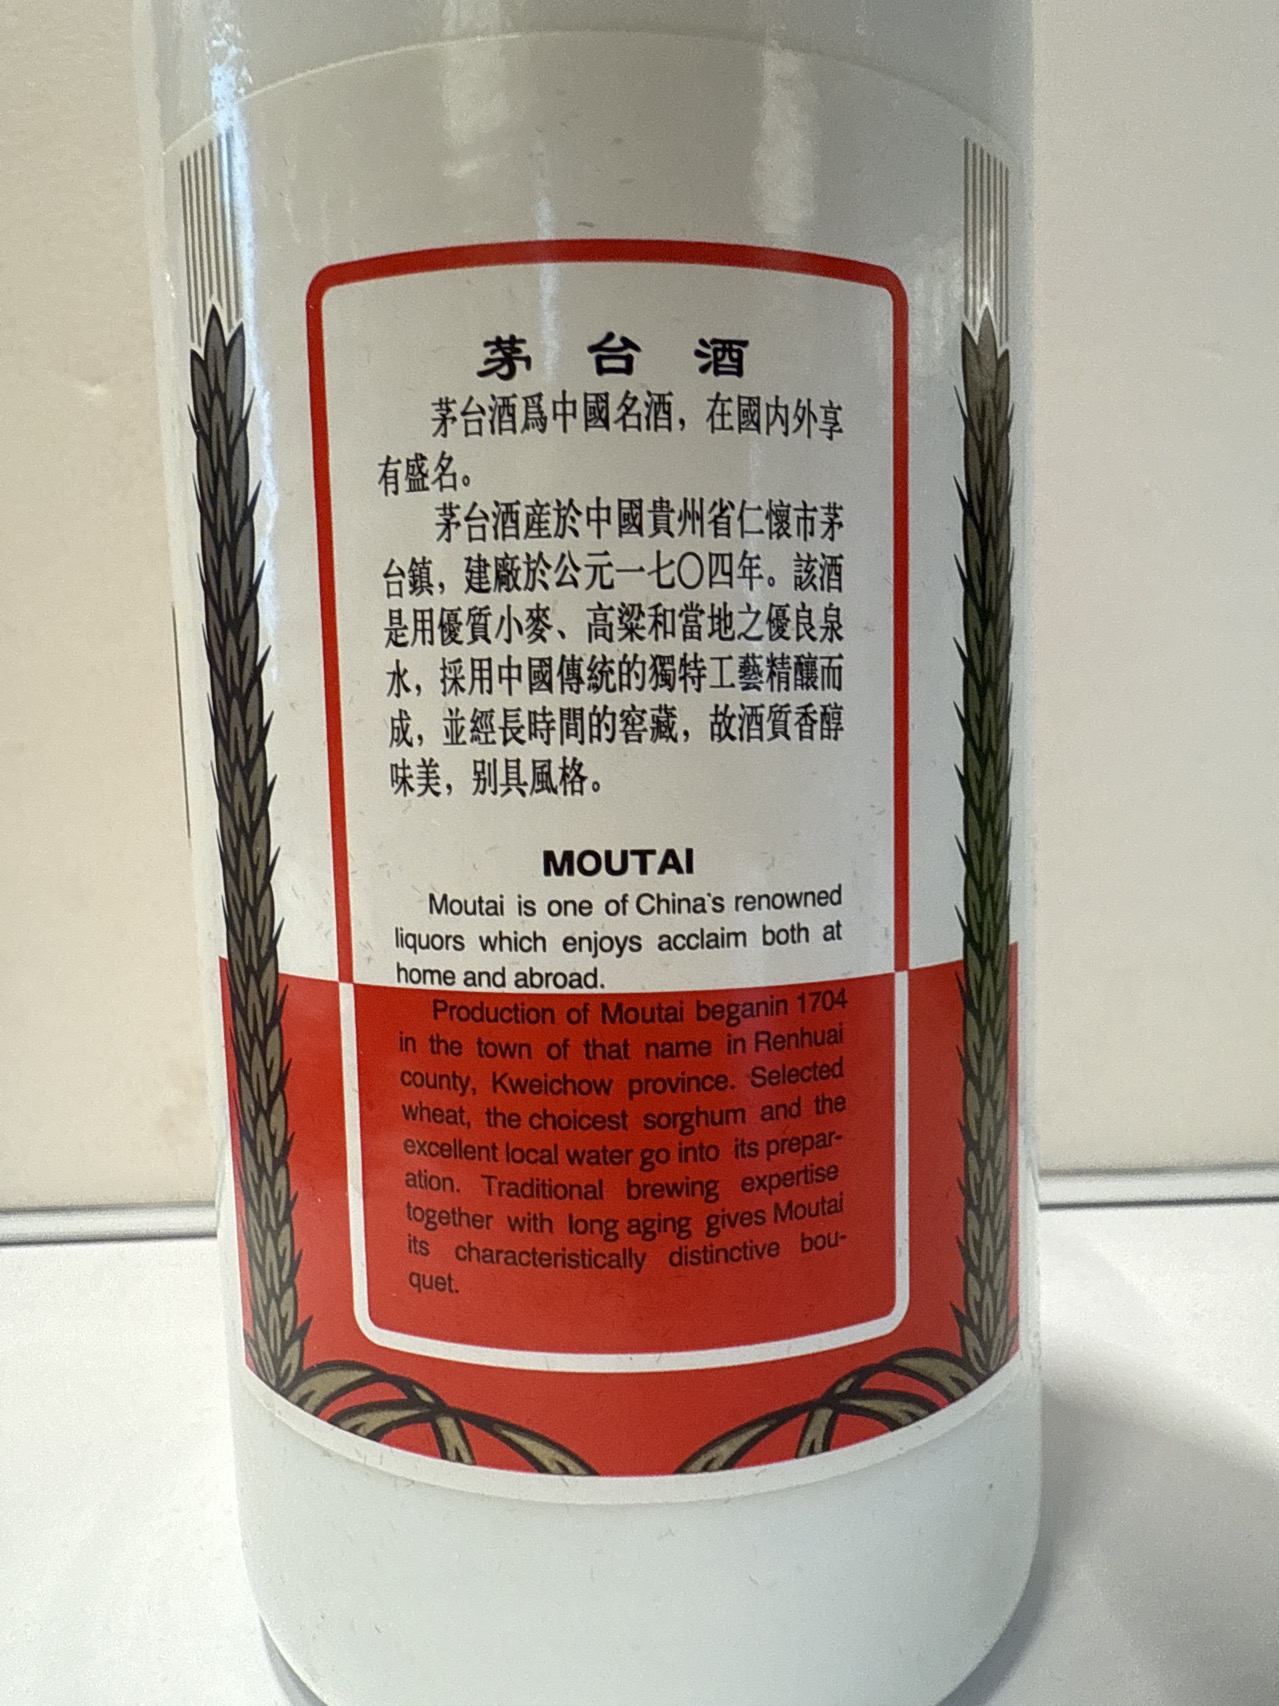 茅台酒
茅台酒爲中國名酒，在國内外享
有盛名。
茅台酒産於中國貴州省仁懷市茅
台鎮，建廠於公元一七〇四年。該酒
是用優質小麥、高粱和當地之優良泉
水，採用中國傳統的獨特工藝精釀而
成，並經長時間的窖藏，故酒質香醇
味美，别具風格。
MOUTAI
Moutai is one of China's renowned
liquors which enjoys acclaim both at
home and abroad.
Production of Moutai beganin 1704
in the town of that name in Renhuai
county, Kweichow province. Selected
wheat, the choicest sorghum and the
excellent local water go into its prepar-
ation. Traditional brewing expertise
together with long aging gives Moutai
its characteristically distinctive bou-
quet.